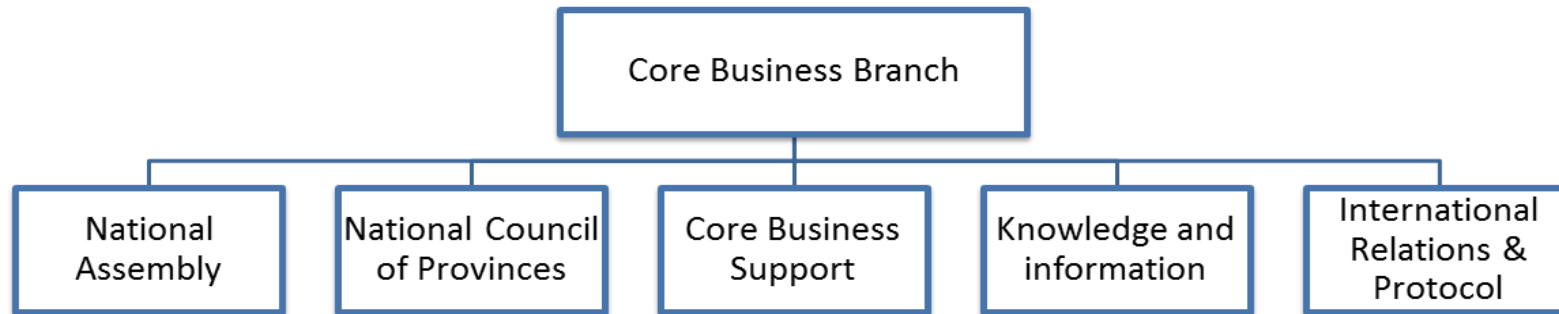 Core Business Branch
National
Assembly
National Council
of Provinces
Core Business
Support
Knowledge and
information
International
Relations &
Protocol